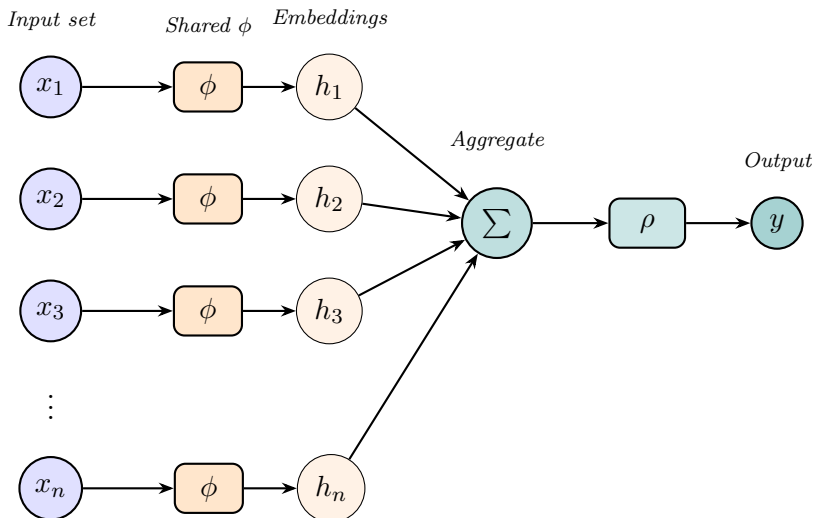 Input set
Shared ϕ
Embeddings
x₁ ϕ h₁
Aggregate
Output
x₂ ϕ h₂
∑ ρ y
x₃ ϕ h₃
⋮
xₙ ϕ hₙ